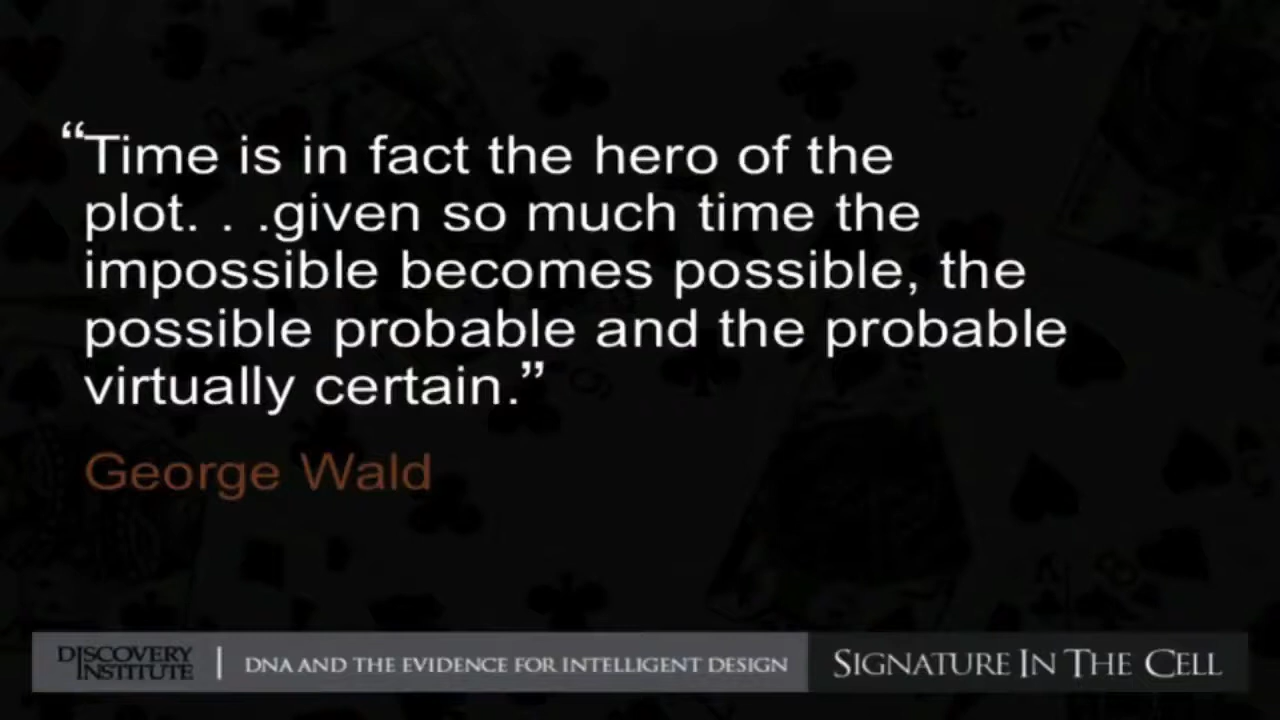 “Time is in fact the hero of the
plot. . .given so much time the
impossible becomes possible, the
possible probable and the probable
virtually certain.”
George Wald
DISCOVERY
INSTITUTE
DNA AND THE EVIDENCE FOR INTELLIGENT DESIGN
SIGNATURE IN THE CELL